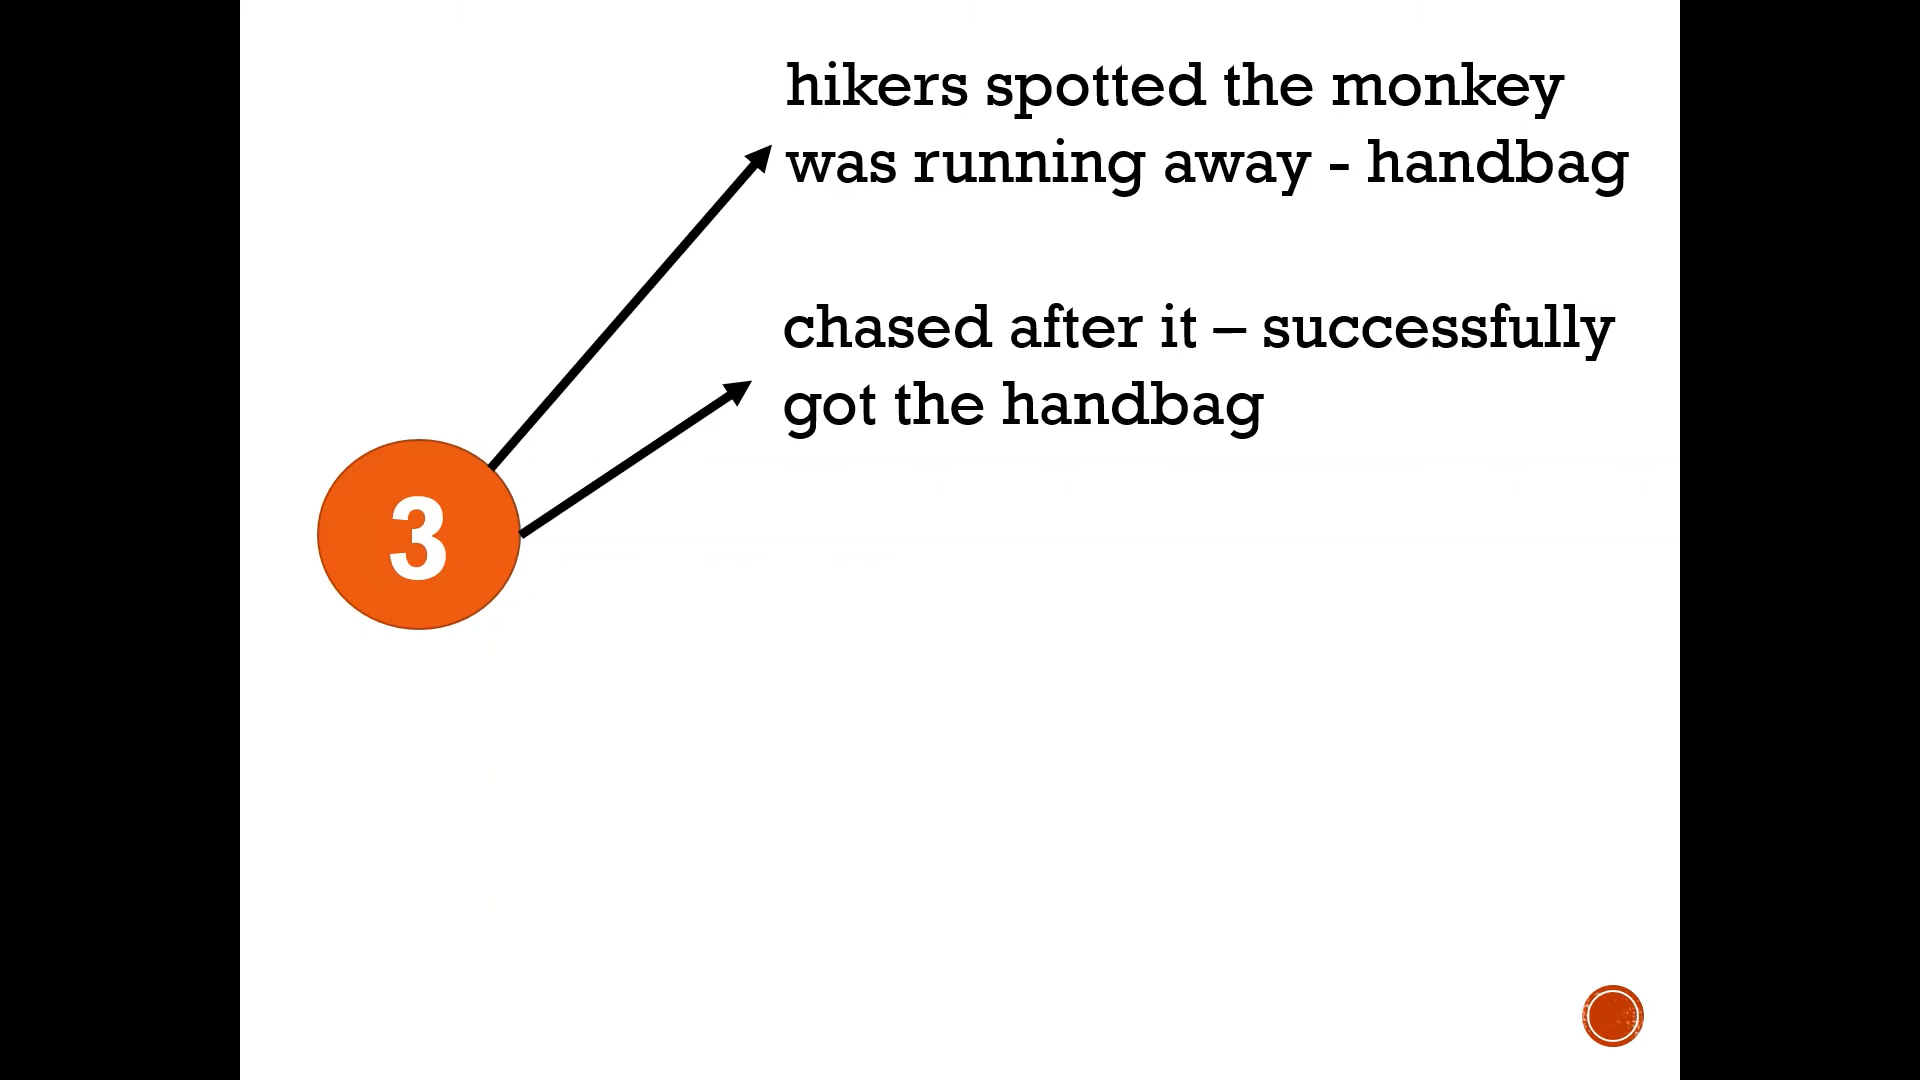 hikers spotted the monkey
was running away - handbag
chased after it – successfully
got the handbag
3